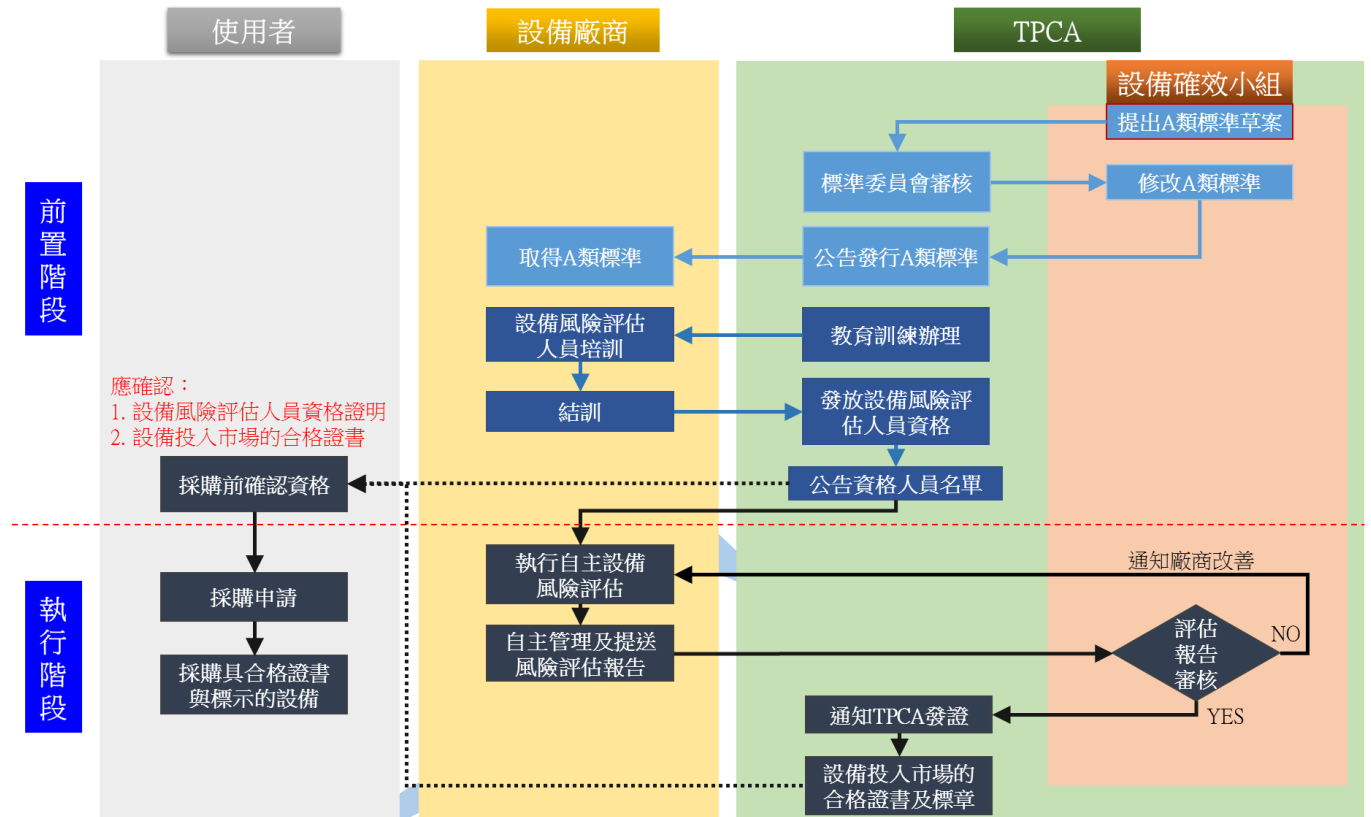 使用者
設備廠商
TPCA
設備確效小組
提出A類標準草案
標準委員會審核
修改A類標準
前
置
階
段
取得A類標準
公告發行A類標準
設備風險評估
人員培訓
教育訓練辦理
應確認：
1. 設備風險評估人員資格證明
2. 設備投入市場的合格證書
結訓
發放設備風險評
估人員資格
採購前確認資格
公告資格人員名單
執行自主設備
風險評估
通知廠商改善
執
行
階
段
採購申請
自主管理及提送
風險評估報告
評估
報告
審核
NO
採購具合格證書
與標示的設備
YES
通知TPCA發證
設備投入市場的
合格證書及標章